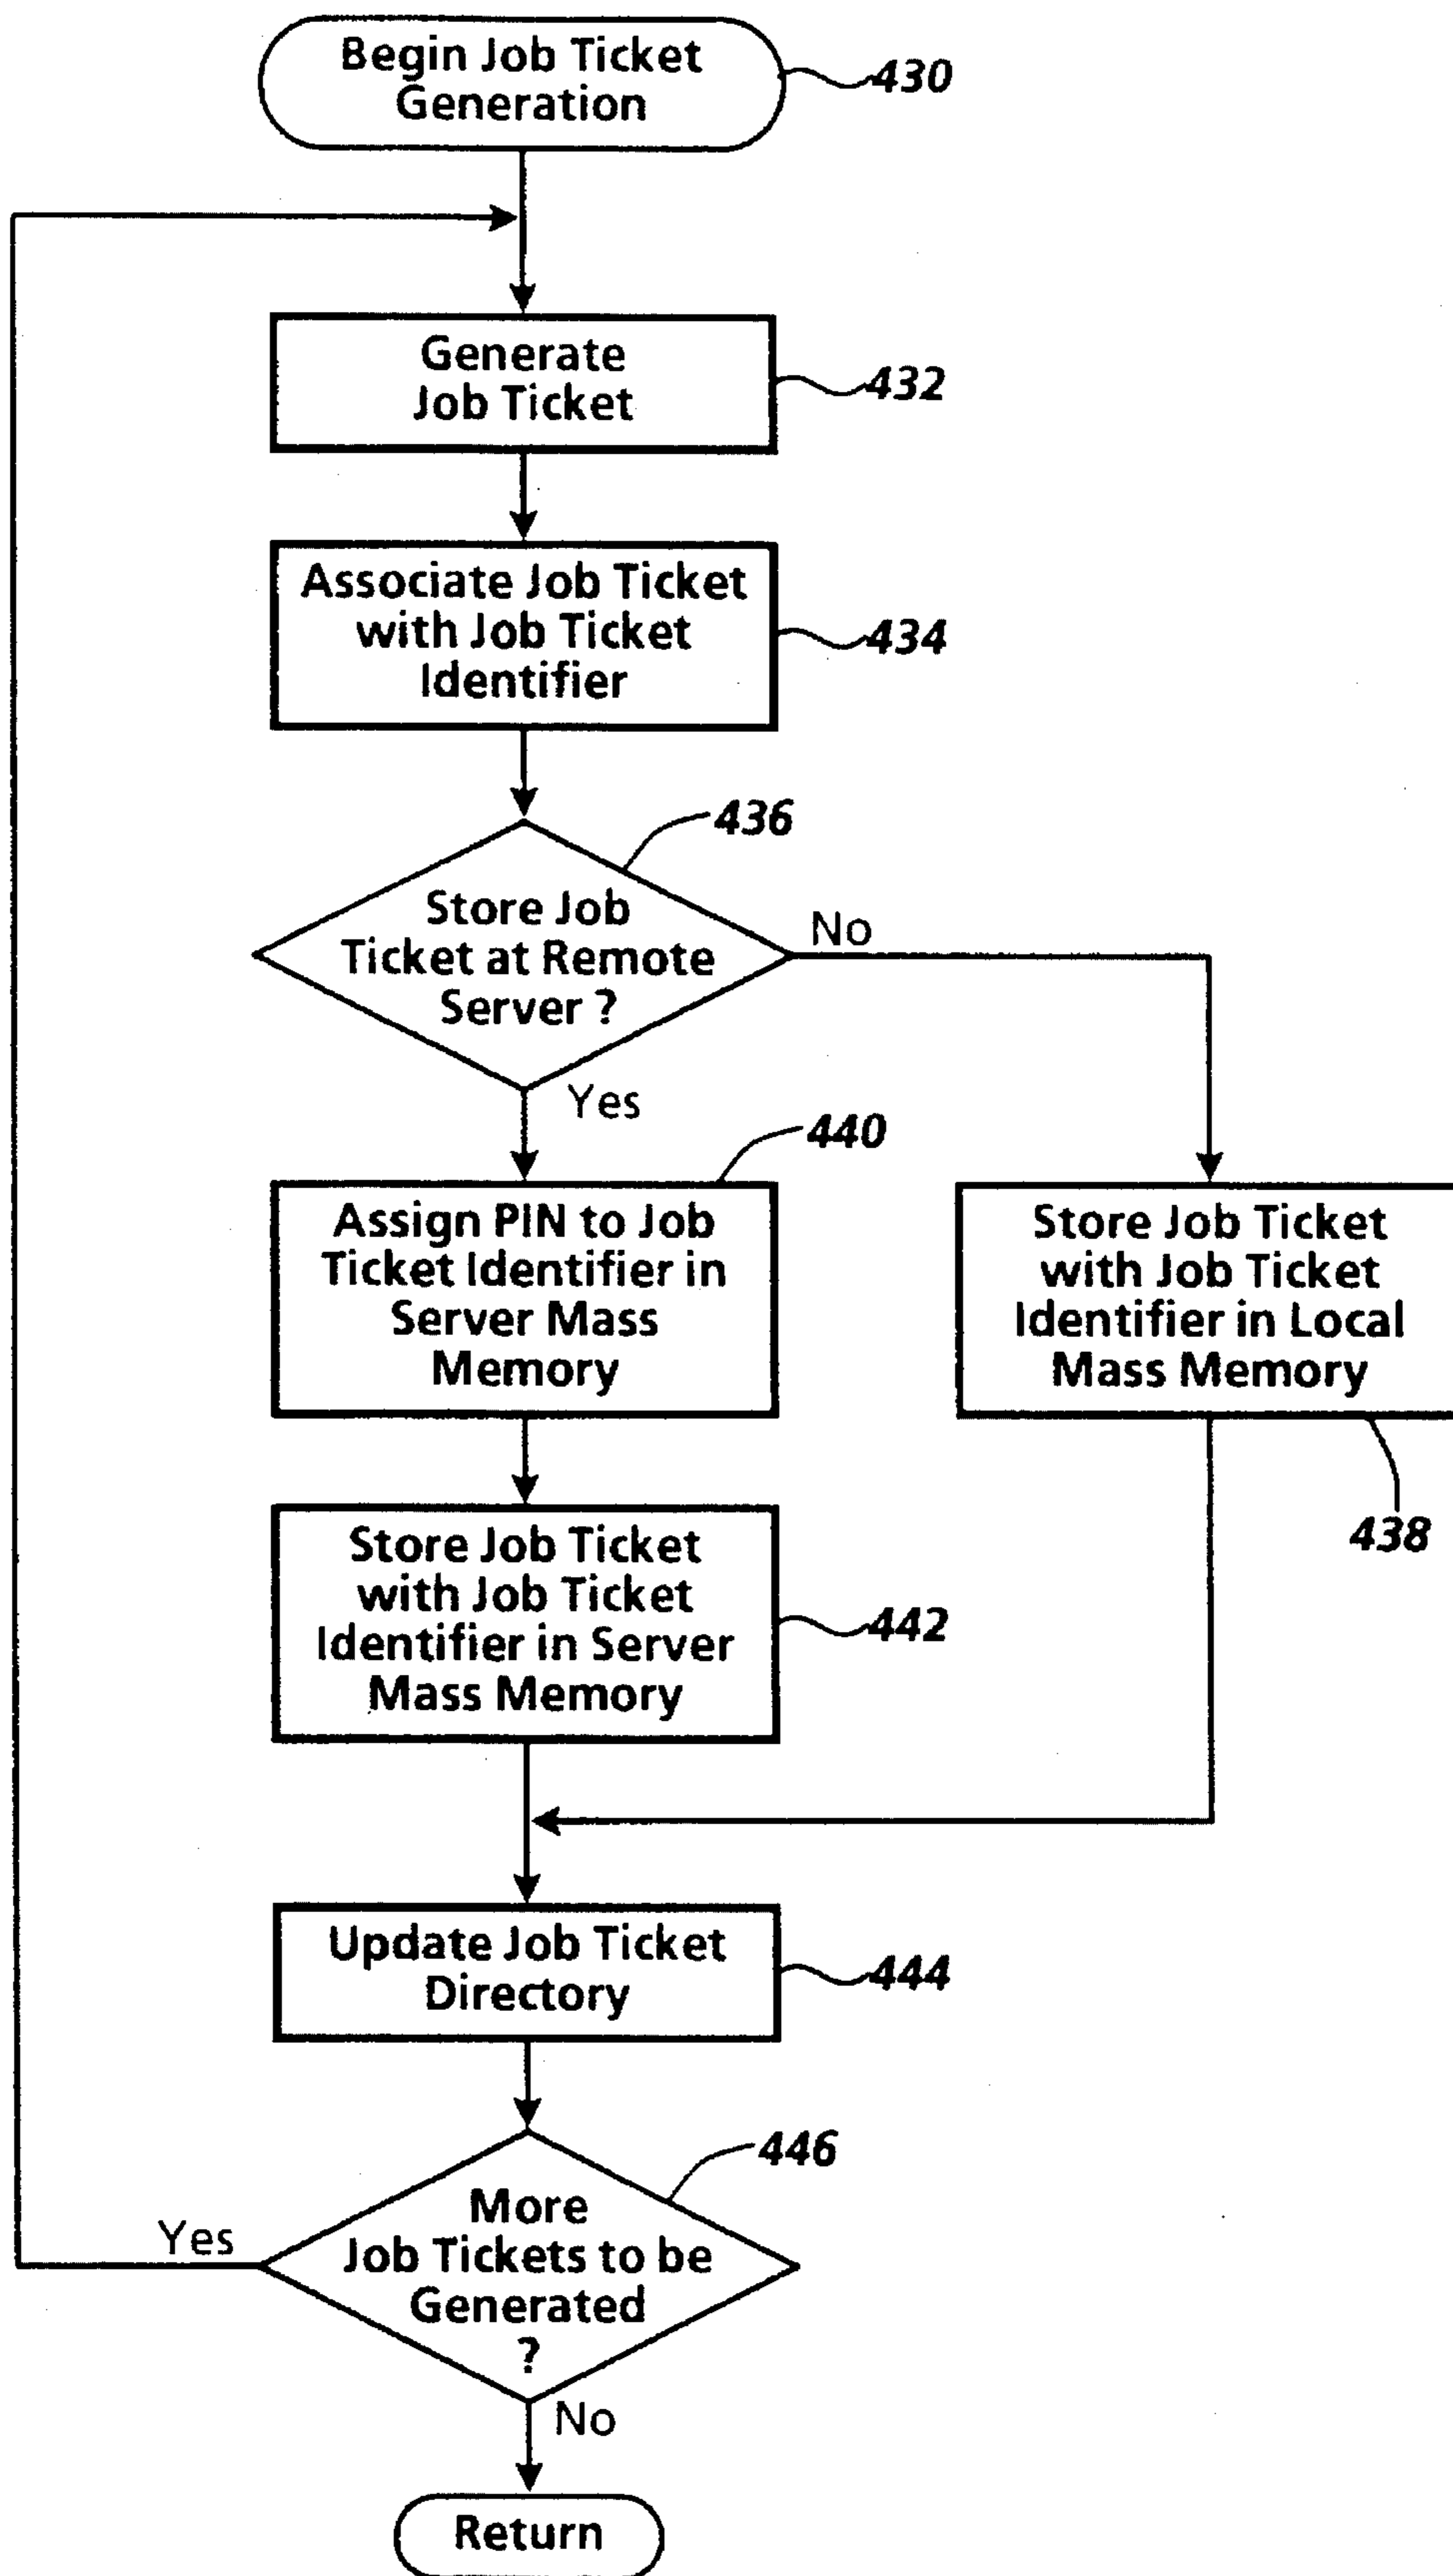 Begin Job Ticket
Generation
430
Generate
Job Ticket
432
Associate Job Ticket
with Job Ticket
Identifier
434
436
Store Job
Ticket at Remote
Server ?
No
Yes
440
Assign PIN to Job
Ticket Identifier in
Server Mass
Memory
Store Job Ticket
with Job Ticket
Identifier in Local
Mass Memory
438
Store Job Ticket
with Job Ticket
Identifier in Server
Mass Memory
442
Update Job Ticket
Directory
444
446
More
Job Tickets to be
Generated
?
Yes
No
Return